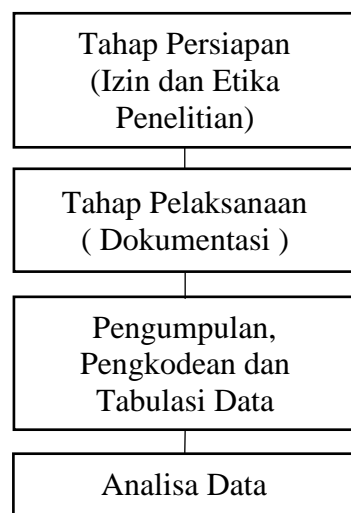 Tahap Persiapan
(Izin dan Etika
Penelitian)
Tahap Pelaksanaan
( Dokumentasi )
Pengumpulan,
Pengkodean dan
Tabulasi Data
Analisa Data